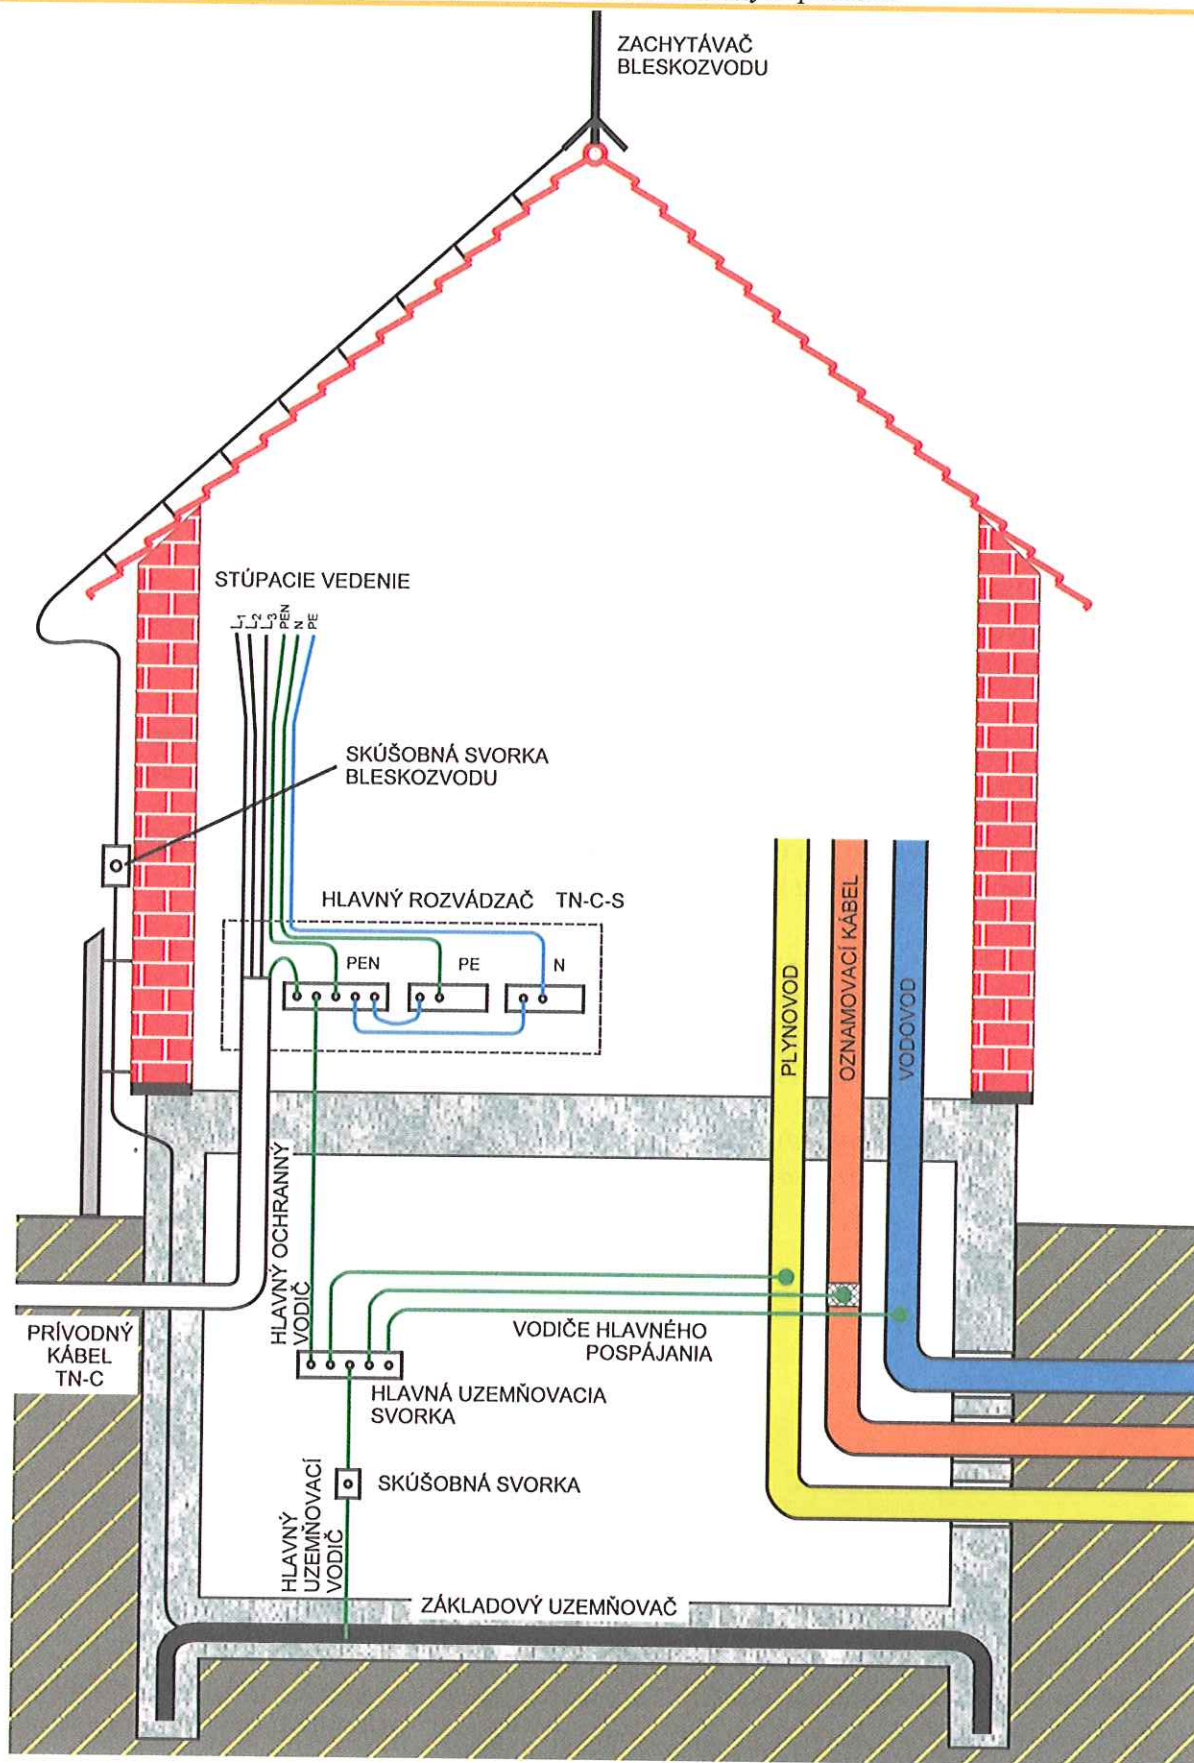 ZACHYTÁVAČ
BLESKOZVODU
STÚPACIE VEDENIE
L1
L2
L3
PEN
N
PE
SKÚŠOBNÁ SVORKA
BLESKOZVODU
HLAVNÝ ROZVÁDZAČ TN-C-S
PEN
PE
N
PLYNOVOD
OZNAMOVACÍ KÁBEL
VODOVOD
HLAVNÝ OCHRANNÝ
VODIČ
PRÍVODNÝ
KÁBEL
TN-C
VODIČE HLAVNÉHO
POSPÁJANIA
HLAVNÁ UZEMŇOVACIA
SVORKA
SKÚŠOBNÁ SVORKA
HLAVNÝ
UZEMŇOVACÍ
VODIČ
ZÁKLADOVÝ UZEMŇOVAČ